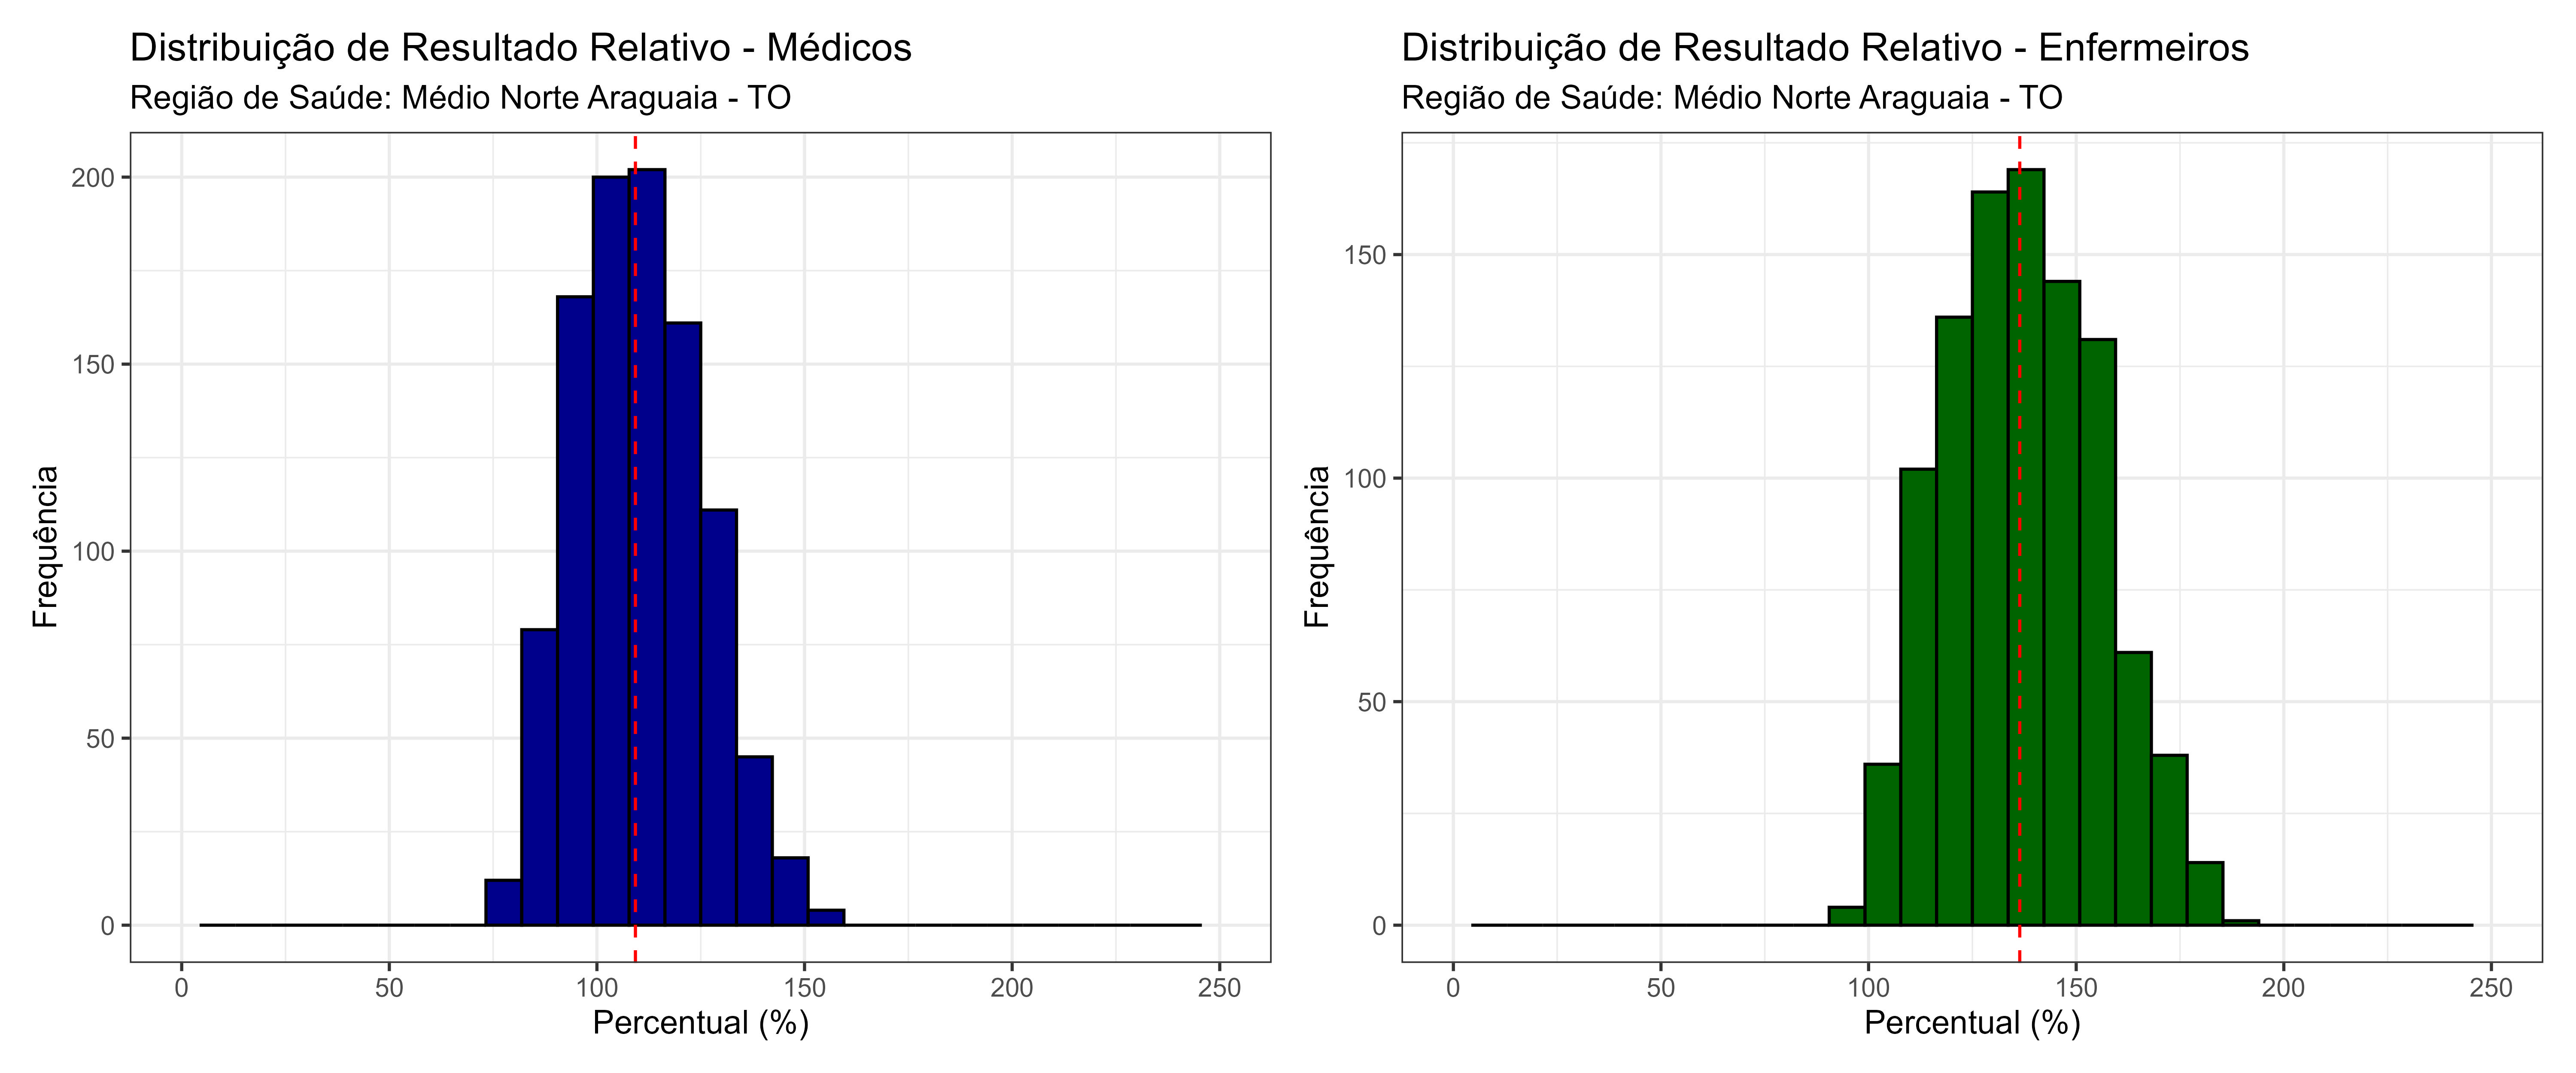 Distribuição de Resultado Relativo - Médicos
Região de Saúde: Médio Norte Araguaia - TO
Frequência
200
150
100
50
0
0 50 100 150 200 250
Percentual (%)
Distribuição de Resultado Relativo - Enfermeiros
Região de Saúde: Médio Norte Araguaia - TO
Frequência
150
100
50
0
0 50 100 150 200 250
Percentual (%)